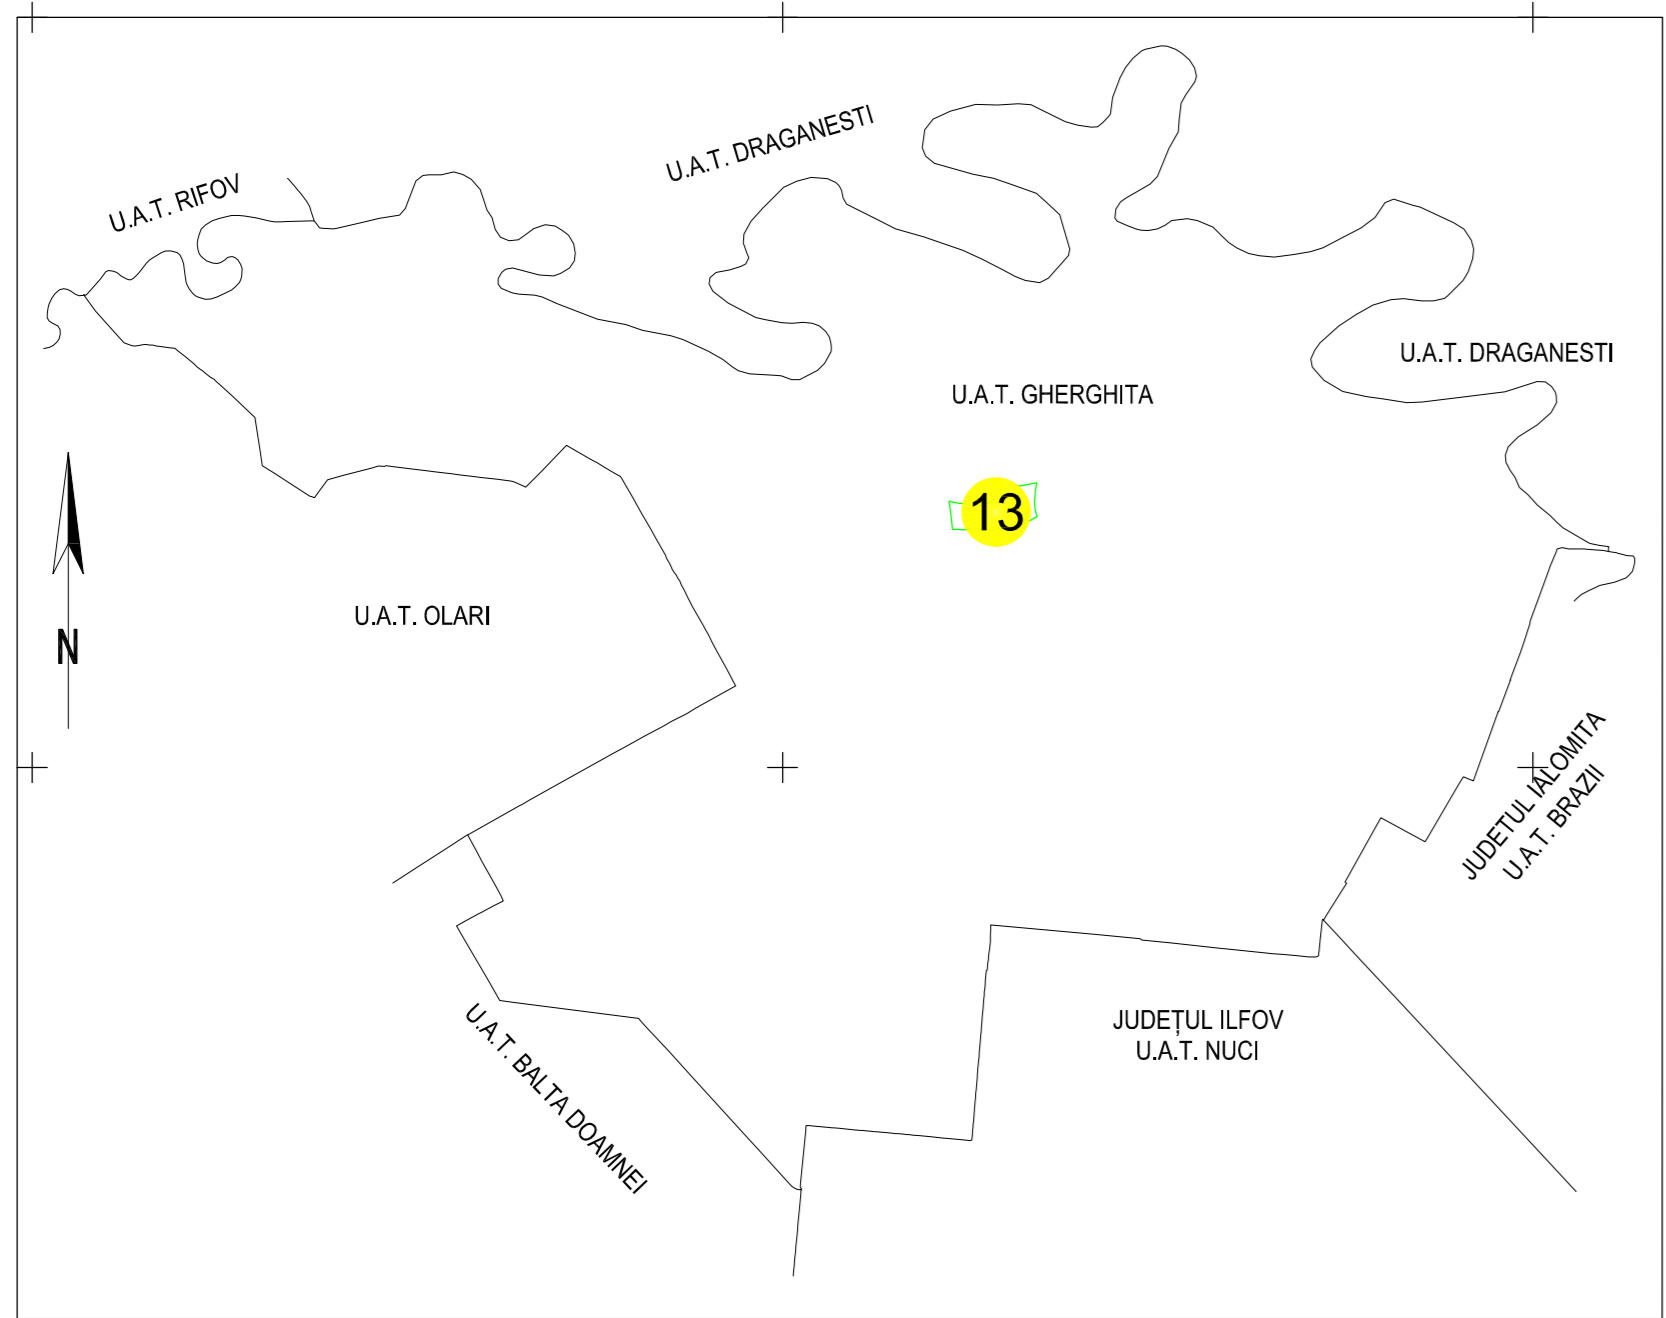 U.A.T. DRAGANESTI
U.A.T. RIFOV
U.A.T. DRAGANESTI
U.A.T. GHERGHITA
13
U.A.T. OLARI
N
JUDETUL IALOMITA
U.A.T. BRAZII
JUDEȚUL ILFOV
U.A.T. NUCI
U.A.T. BALTA DOAMNEI